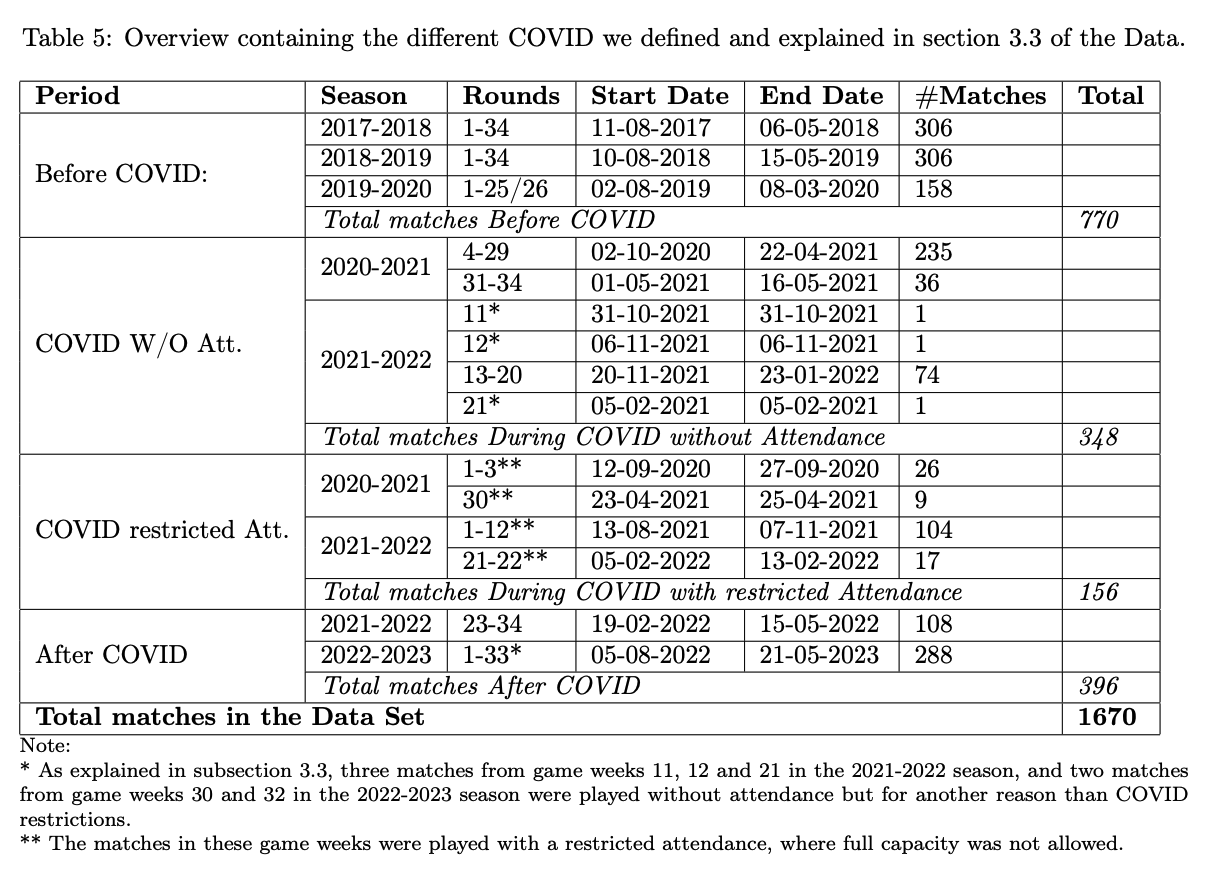 Table 5: Overview containing the different COVID we defined and explained in section 3.3 of the Data.
Period Season Rounds Start Date End Date #Matches Total
Before COVID:
2017-2018 1-34 11-08-2017 06-05-2018 306
2018-2019 1-34 10-08-2018 15-05-2019 306
2019-2020 1-25/26 02-08-2019 08-03-2020 158
Total matches Before COVID 770
COVID W/O Att.
2020-2021
4-29 02-10-2020 22-04-2021 235
31-34 01-05-2021 16-05-2021 36
2021-2022
11* 31-10-2021 31-10-2021 1
12* 06-11-2021 06-11-2021 1
13-20 20-11-2021 23-01-2022 74
21* 05-02-2021 05-02-2021 1
Total matches During COVID without Attendance 348
COVID restricted Att.
2020-2021
1-3** 12-09-2020 27-09-2020 26
30** 23-04-2021 25-04-2021 9
2021-2022
1-12** 13-08-2021 07-11-2021 104
21-22** 05-02-2022 13-02-2022 17
Total matches During COVID with restricted Attendance 156
After COVID
2021-2022 23-34 19-02-2022 15-05-2022 108
2022-2023 1-33* 05-08-2022 21-05-2023 288
Total matches After COVID 396
Total matches in the Data Set 1670
Note:
* As explained in subsection 3.3, three matches from game weeks 11, 12 and 21 in the 2021-2022 season, and two matches
from game weeks 30 and 32 in the 2022-2023 season were played without attendance but for another reason than COVID
restrictions.
** The matches in these game weeks were played with a restricted attendance, where full capacity was not allowed.